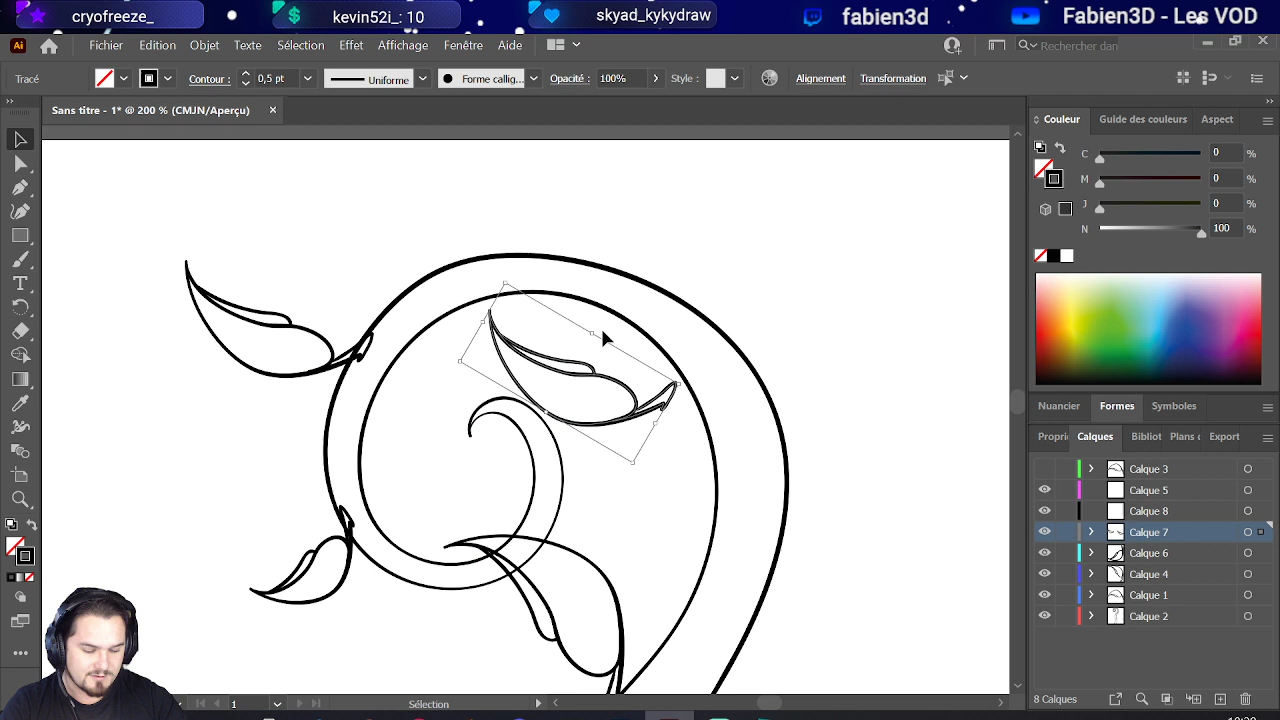 cryofreeze_
kevin52i_: 10
skyad_kykydraw
fabien3d
Fabien3D - Les VOD
Ai
Fichier Edition Objet Texte Sélection Effet Affichage Fenêtre Aide
Rechercher dan
Tracé
Contour : 0,5 pt
Uniforme
Forme callig...
Opacité : 100%
Style :
Alignement
Transformation
Sans titre - 1* @ 200 % (CMJN/Aperçu)
Couleur
Guide des couleurs
Aspect
C 0 %
M 0 %
J 0 %
N 100 %
Nuancier
Formes
Symboles
Propri
Calques
Bibliot
Plans d
Export
Calque 3
Calque 5
Calque 8
Calque 7
Calque 6
Calque 4
Calque 1
Calque 2
8 Calques
1
Sélection